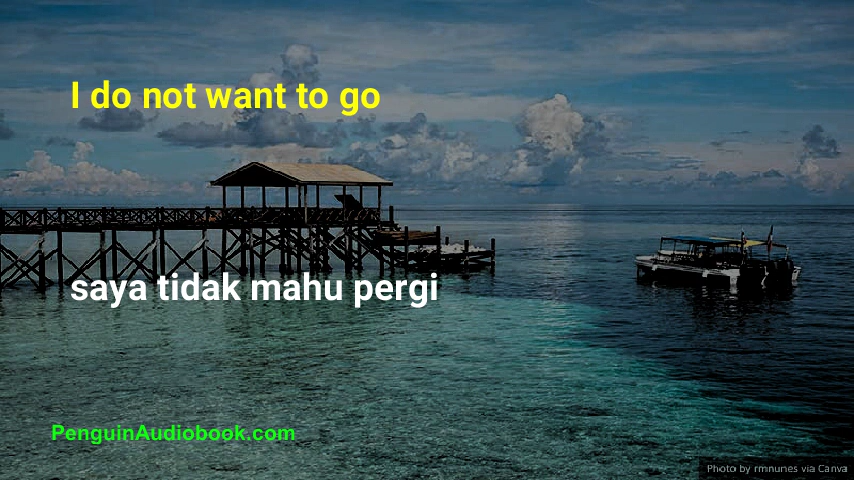 I do not want to go
saya tidak mahu pergi
PenguinAudiobook.com
Photo by rmnunes via Canva